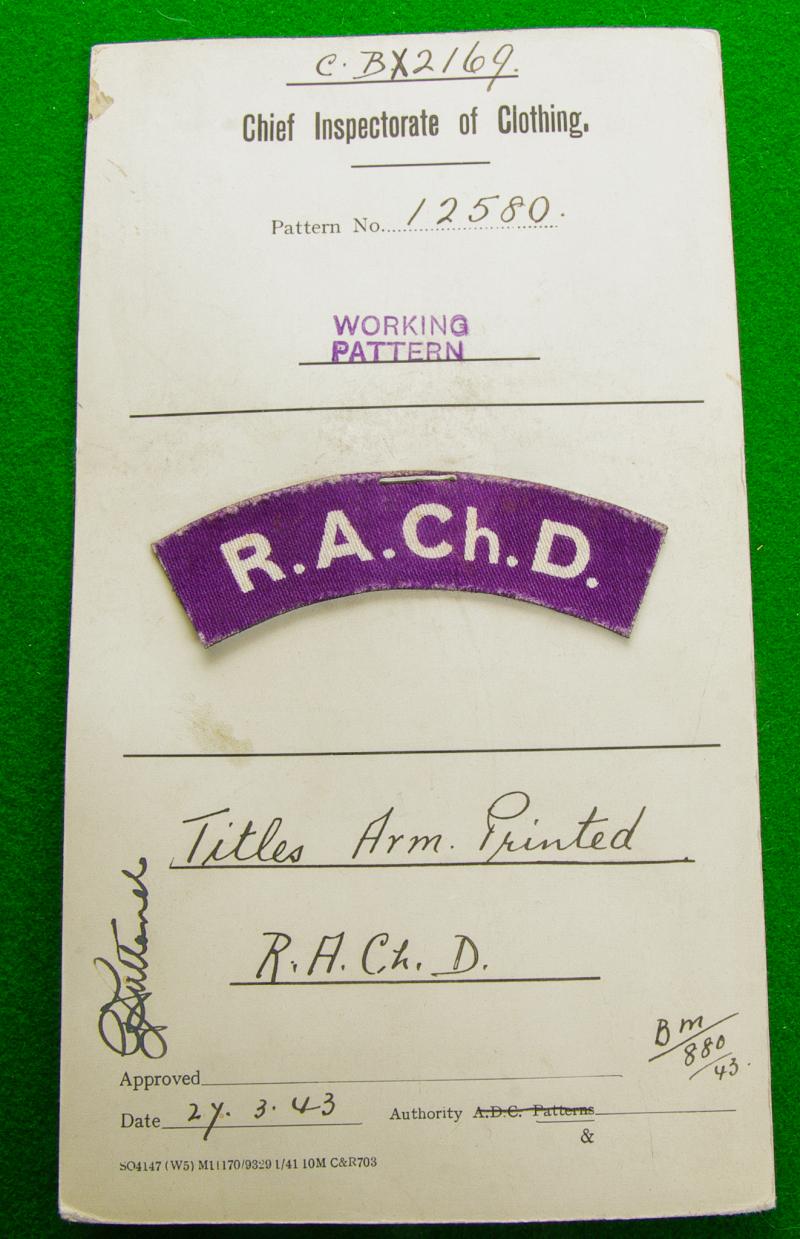 C.BX2169.
Chief Inspectorate of Clothing.
Pattern No. 12580.
WORKING
PATTERN
R.A.Ch.D.
Titles Arm. Printed
R.A.Ch.D.
Bm/880/43.
Approved
Date 27.3.43 Authority A.D.C. Patterns
&
SO4147 (W5) M11170/9329 1/41 10M C&R703